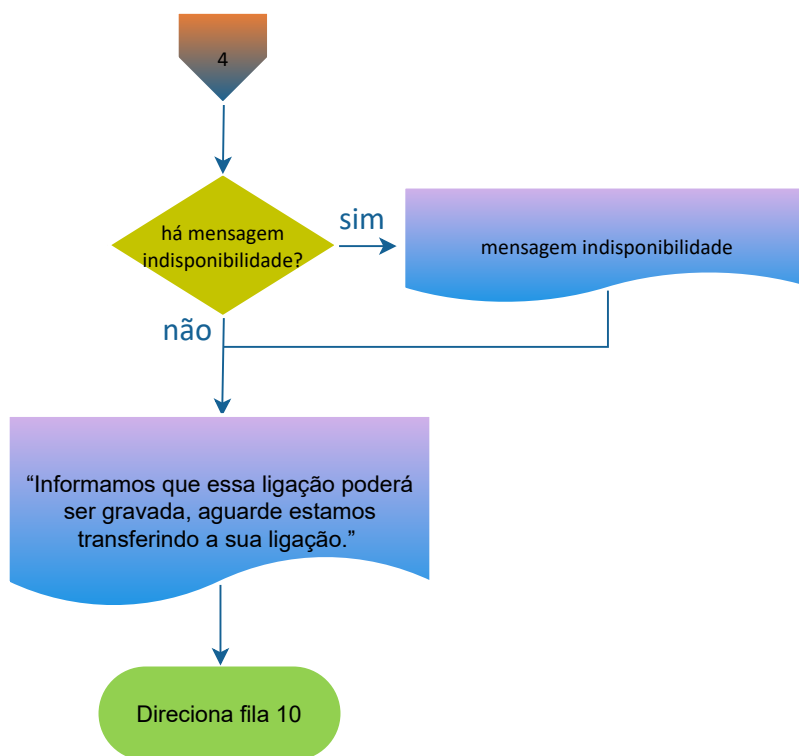 4
há mensagem
indisponibilidade?
sim
mensagem indisponibilidade
não
“Informamos que essa ligação poderá
ser gravada, aguarde estamos
transferindo a sua ligação.”
Direciona fila 10